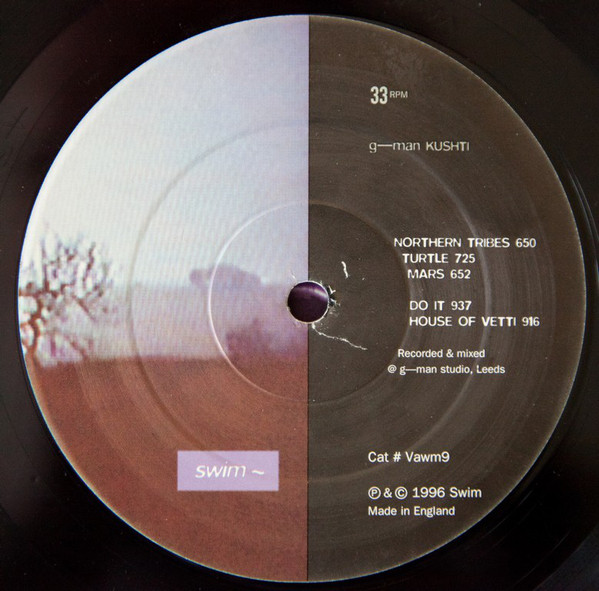 33 RPM
g—man KUSHTI
NORTHERN TRIBES 650
TURTLE 725
MARS 652
DO IT 937
HOUSE OF VETTI 916
Recorded & mixed
@ g—man studio, Leeds
swim ~
Cat # Vawm9
℗ & © 1996 Swim
Made in England